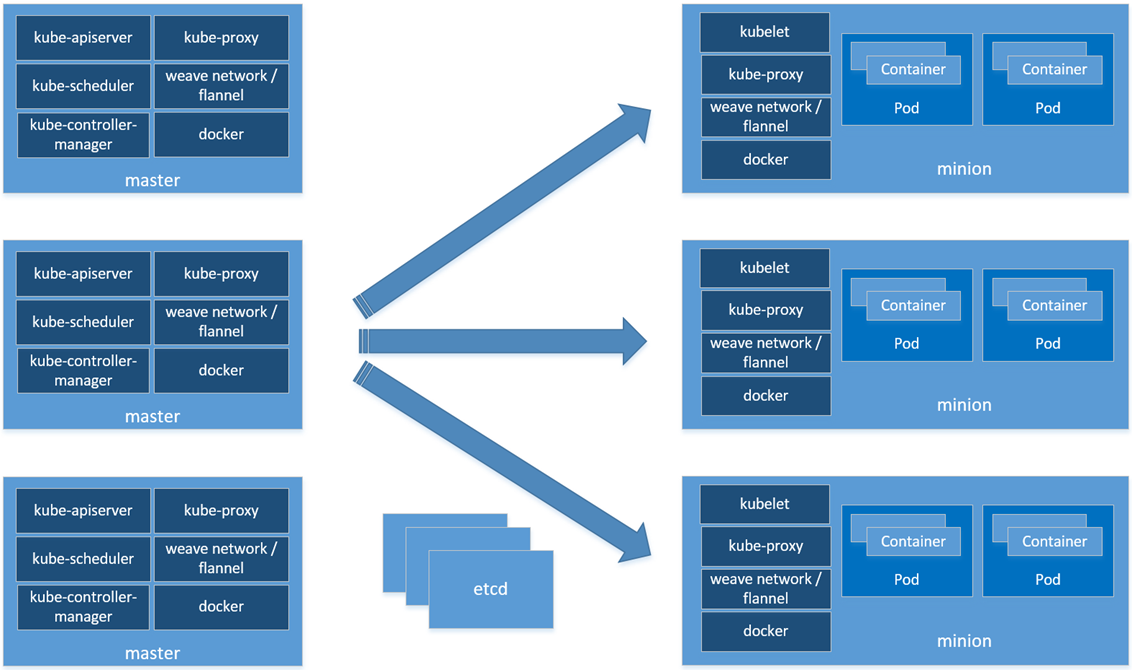 kube-apiserver
kube-proxy
kube-scheduler
weave network /
flannel
kube-controller-
manager
docker
master
kubelet
kube-proxy
weave network /
flannel
docker
Container
Pod
Container
Pod
minion
kube-apiserver
kube-proxy
kube-scheduler
weave network /
flannel
kube-controller-
manager
docker
master
kubelet
kube-proxy
weave network /
flannel
docker
Container
Pod
Container
Pod
minion
kube-apiserver
kube-proxy
kube-scheduler
weave network /
flannel
kube-controller-
manager
docker
master
etcd
kubelet
kube-proxy
weave network /
flannel
docker
Container
Pod
Container
Pod
minion